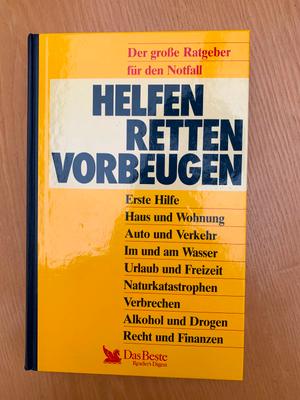 Der große Ratgeber
für den Notfall
HELFEN
RETTEN
VORBEUGEN
Erste Hilfe
Haus und Wohnung
Auto und Verkehr
Im und am Wasser
Urlaub und Freizeit
Naturkatastrophen
Verbrechen
Alkohol und Drogen
Recht und Finanzen
Das Beste
Reader's Digest